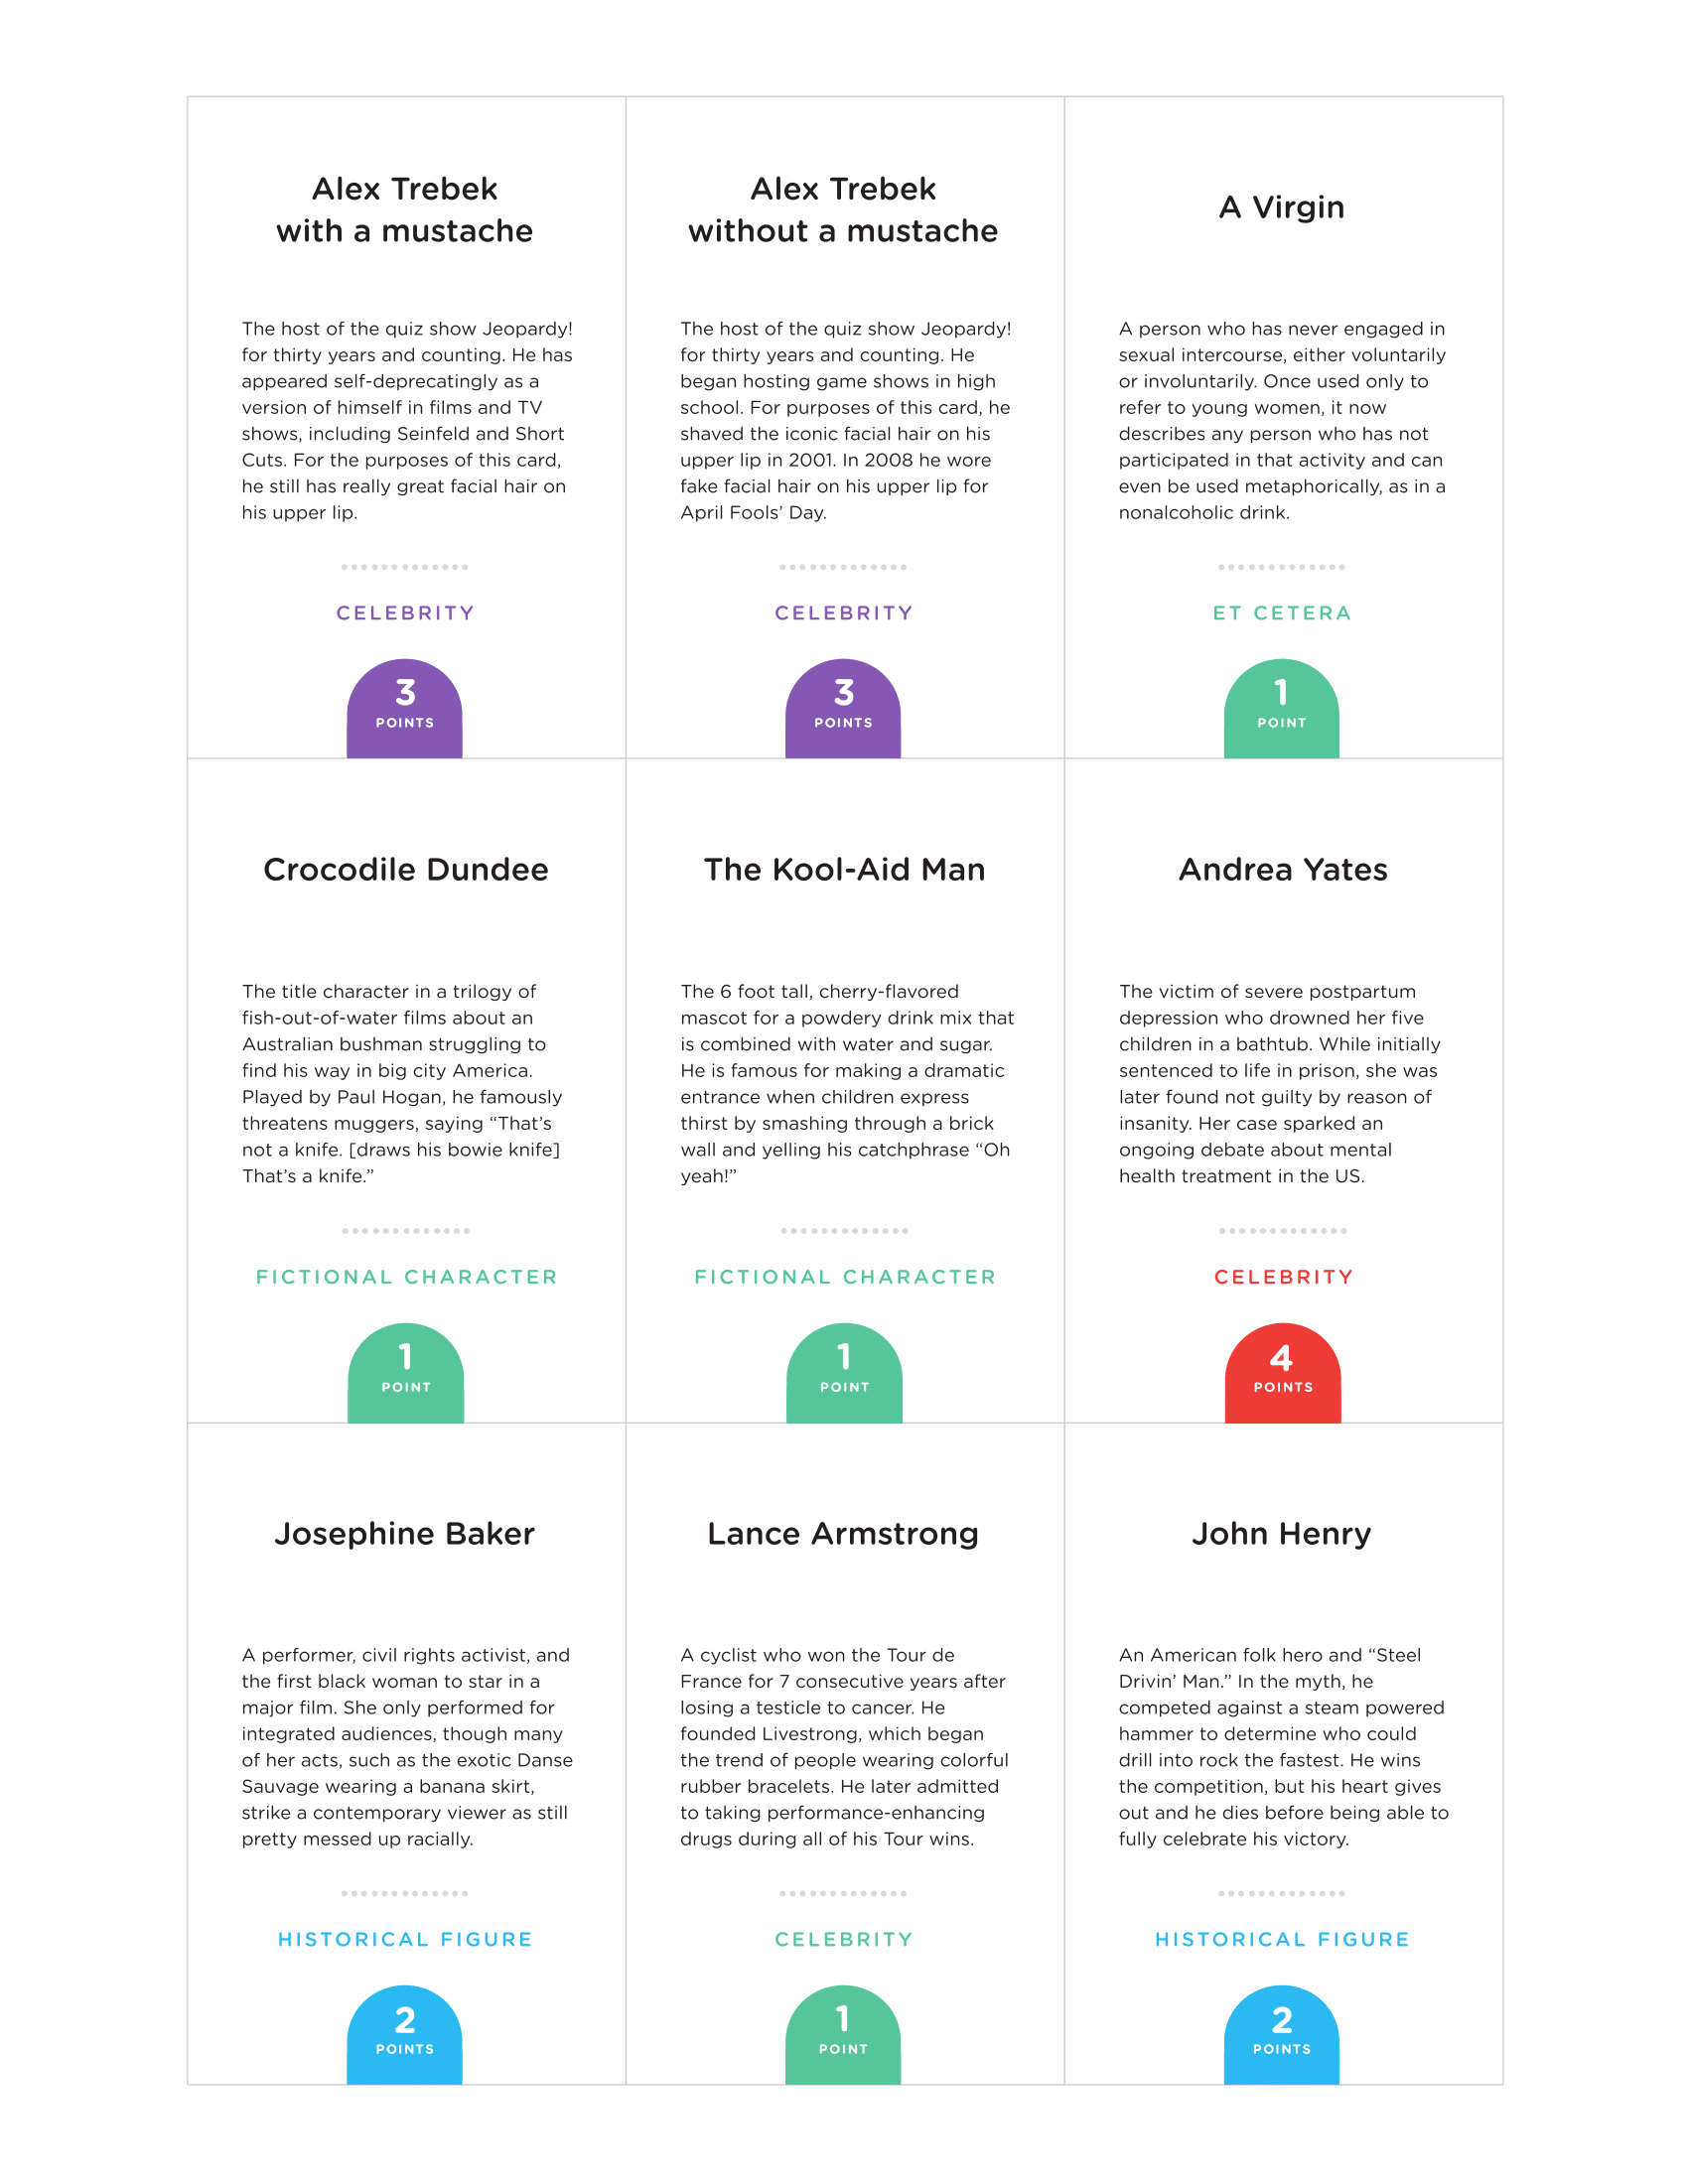 Alex Trebek
with a mustache
The host of the quiz show Jeopardy!
for thirty years and counting. He has
appeared self-deprecatingly as a
version of himself in films and TV
shows, including Seinfeld and Short
Cuts. For the purposes of this card,
he still has really great facial hair on
his upper lip.
CELEBRITY
3
POINTS
Alex Trebek
without a mustache
The host of the quiz show Jeopardy!
for thirty years and counting. He
began hosting game shows in high
school. For purposes of this card, he
shaved the iconic facial hair on his
upper lip in 2001. In 2008 he wore
fake facial hair on his upper lip for
April Fools’ Day.
CELEBRITY
3
POINTS
A Virgin
A person who has never engaged in
sexual intercourse, either voluntarily
or involuntarily. Once used only to
refer to young women, it now
describes any person who has not
participated in that activity and can
even be used metaphorically, as in a
nonalcoholic drink.
ET CETERA
1
POINT
Crocodile Dundee
The title character in a trilogy of
fish-out-of-water films about an
Australian bushman struggling to
find his way in big city America.
Played by Paul Hogan, he famously
threatens muggers, saying “That’s
not a knife. [draws his bowie knife]
That’s a knife.”
FICTIONAL CHARACTER
1
POINT
The Kool-Aid Man
The 6 foot tall, cherry-flavored
mascot for a powdery drink mix that
is combined with water and sugar.
He is famous for making a dramatic
entrance when children express
thirst by smashing through a brick
wall and yelling his catchphrase “Oh
yeah!”
FICTIONAL CHARACTER
1
POINT
Andrea Yates
The victim of severe postpartum
depression who drowned her five
children in a bathtub. While initially
sentenced to life in prison, she was
later found not guilty by reason of
insanity. Her case sparked an
ongoing debate about mental
health treatment in the US.
CELEBRITY
4
POINTS
Josephine Baker
A performer, civil rights activist, and
the first black woman to star in a
major film. She only performed for
integrated audiences, though many
of her acts, such as the exotic Danse
Sauvage wearing a banana skirt,
strike a contemporary viewer as still
pretty messed up racially.
HISTORICAL FIGURE
2
POINTS
Lance Armstrong
A cyclist who won the Tour de
France for 7 consecutive years after
losing a testicle to cancer. He
founded Livestrong, which began
the trend of people wearing colorful
rubber bracelets. He later admitted
to taking performance-enhancing
drugs during all of his Tour wins.
CELEBRITY
1
POINT
John Henry
An American folk hero and “Steel
Drivin’ Man.” In the myth, he
competed against a steam powered
hammer to determine who could
drill into rock the fastest. He wins
the competition, but his heart gives
out and he dies before being able to
fully celebrate his victory.
HISTORICAL FIGURE
2
POINTS